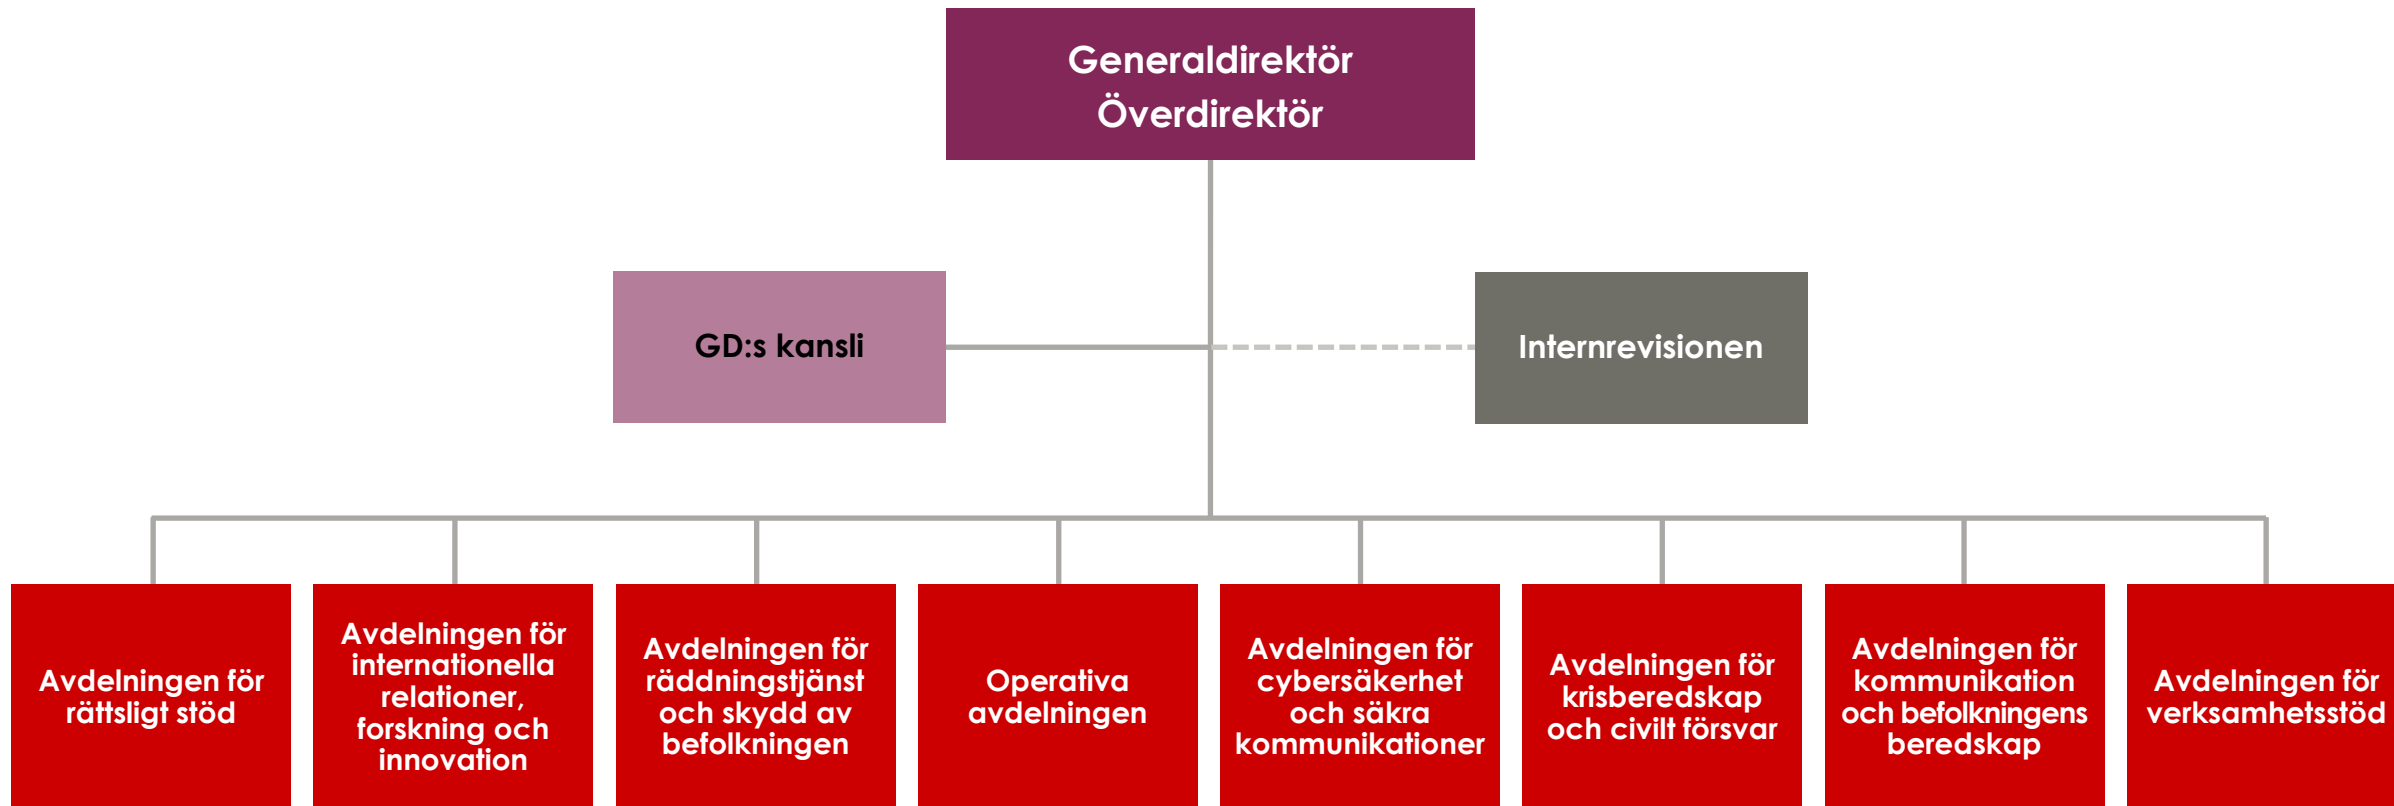 Generaldirektör
Överdirektör
GD:s kansli
Internrevisionen
Avdelningen för
rättsligt stöd
Avdelningen för
internationella
relationer,
forskning och
innovation
Avdelningen för
räddningstjänst
och skydd av
befolkningen
Operativa
avdelningen
Avdelningen för
cybersäkerhet
och säkra
kommunikationer
Avdelningen för
krisberedskap
och civilt försvar
Avdelningen för
kommunikation
och befolkningens
beredskap
Avdelningen för
verksamhetsstöd